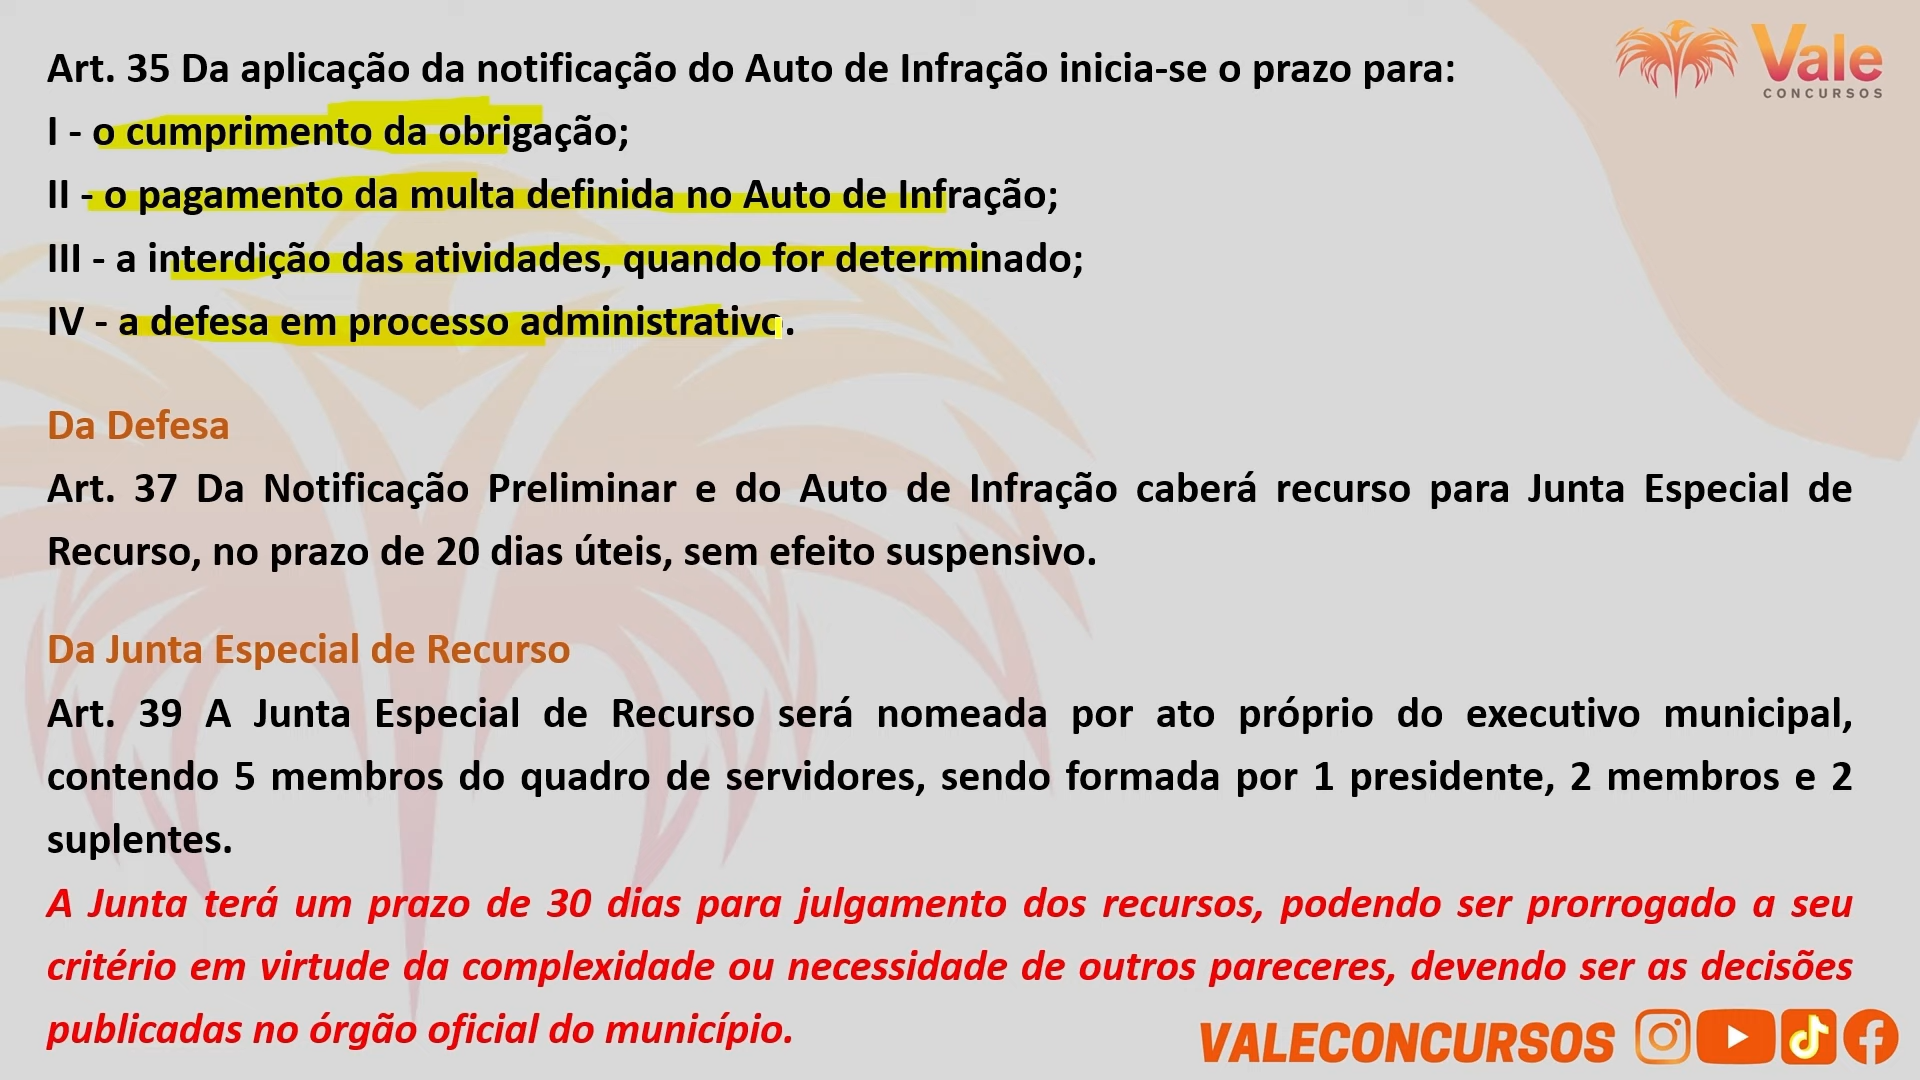 Vale
CONCURSOS
Art. 35 Da aplicação da notificação do Auto de Infração inicia-se o prazo para:
I - o cumprimento da obrigação;
II - o pagamento da multa definida no Auto de Infração;
III - a interdição das atividades, quando for determinado;
IV - a defesa em processo administrativo.
Da Defesa
Art. 37 Da Notificação Preliminar e do Auto de Infração caberá recurso para Junta Especial de
Recurso, no prazo de 20 dias úteis, sem efeito suspensivo.
Da Junta Especial de Recurso
Art. 39 A Junta Especial de Recurso será nomeada por ato próprio do executivo municipal,
contendo 5 membros do quadro de servidores, sendo formada por 1 presidente, 2 membros e 2
suplentes.
A Junta terá um prazo de 30 dias para julgamento dos recursos, podendo ser prorrogado a seu
critério em virtude da complexidade ou necessidade de outros pareceres, devendo ser as decisões
publicadas no órgão oficial do município.
VALECONCURSOS